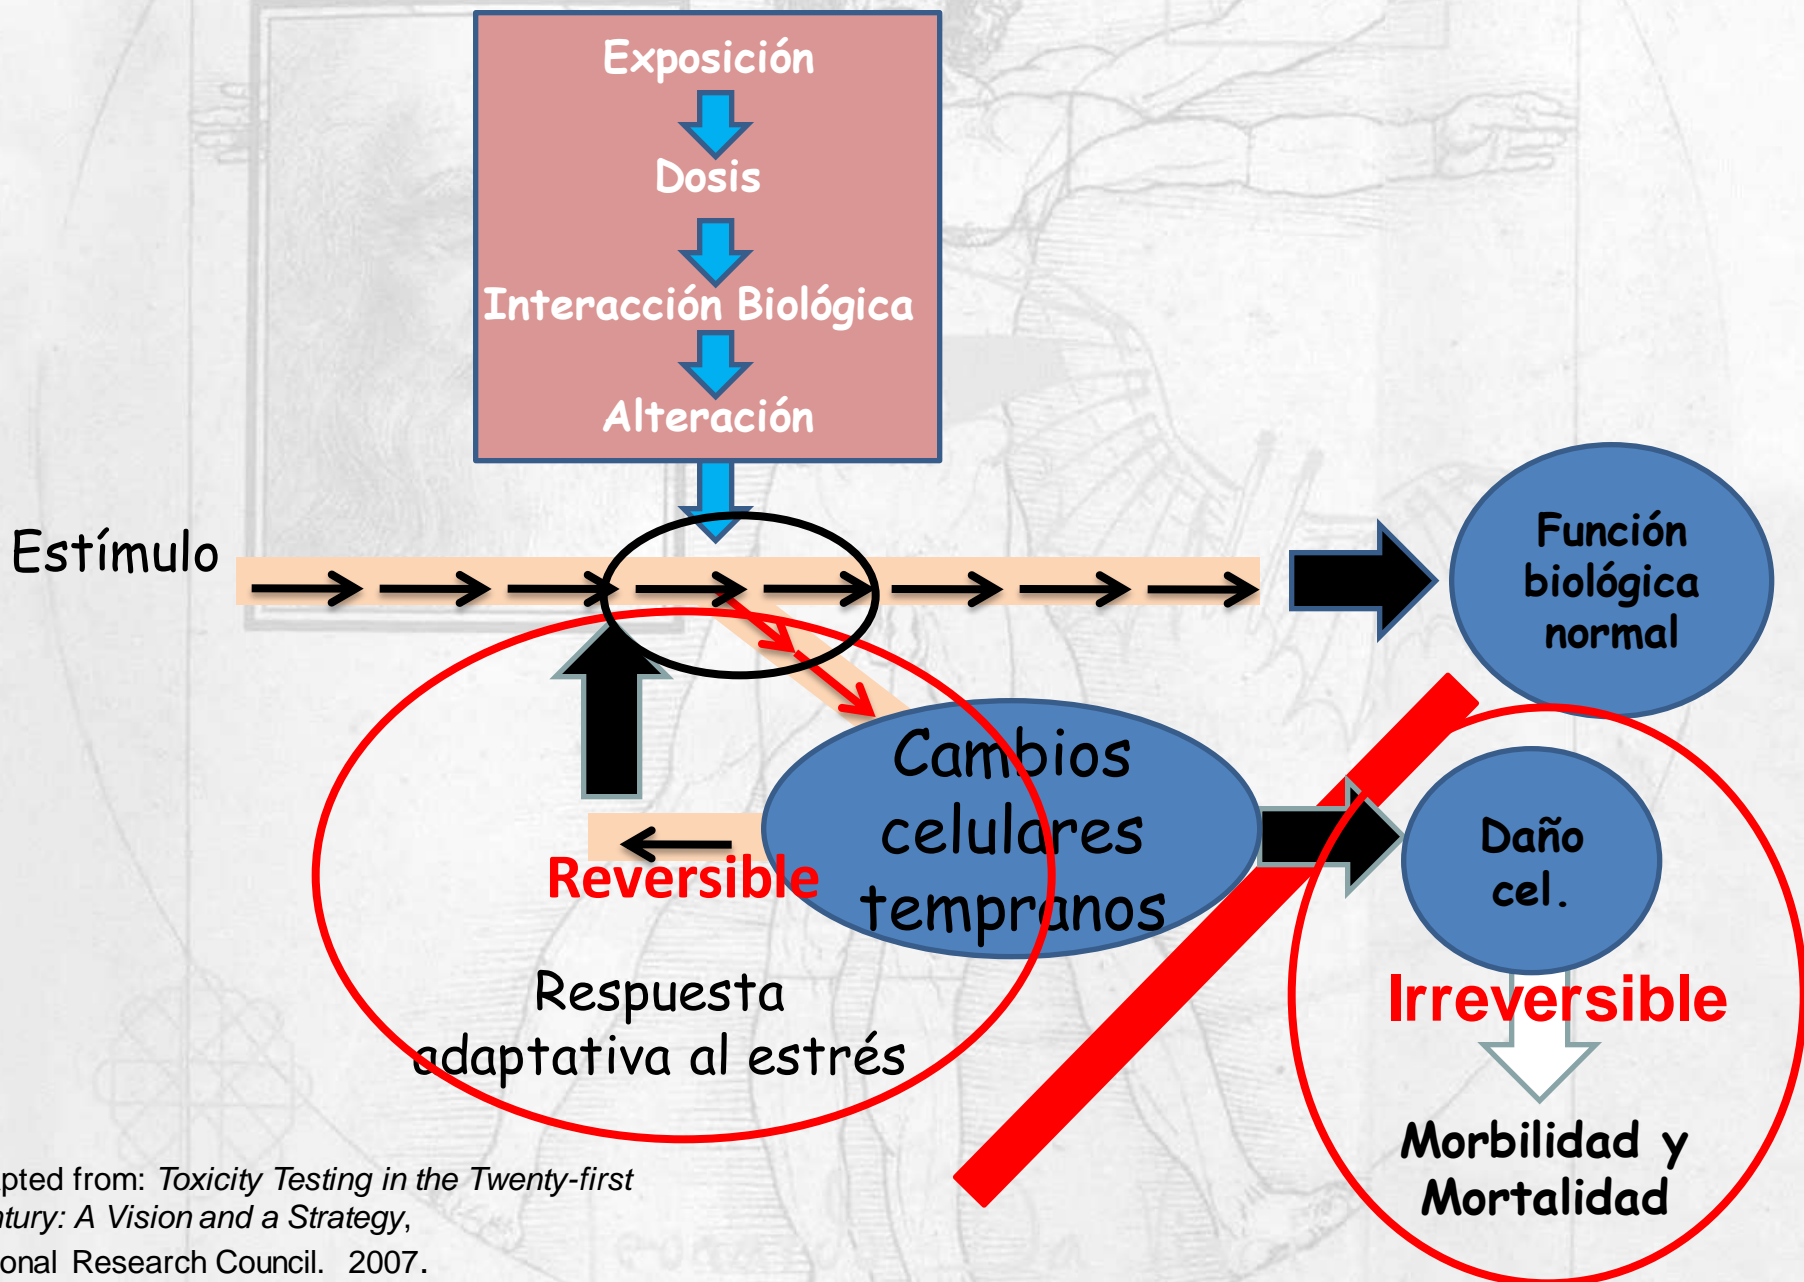 Exposición
Dosis
Interacción Biológica
Alteración
Estímulo
Función
biológica
normal
Cambios
celulares
tempranos
Reversible
Respuesta
adaptativa al estrés
Daño
cel.
Irreversible
Morbilidad y
Mortalidad
pted from: Toxicity Testing in the Twenty-first
ntury: A Vision and a Strategy,
ional Research Council. 2007.